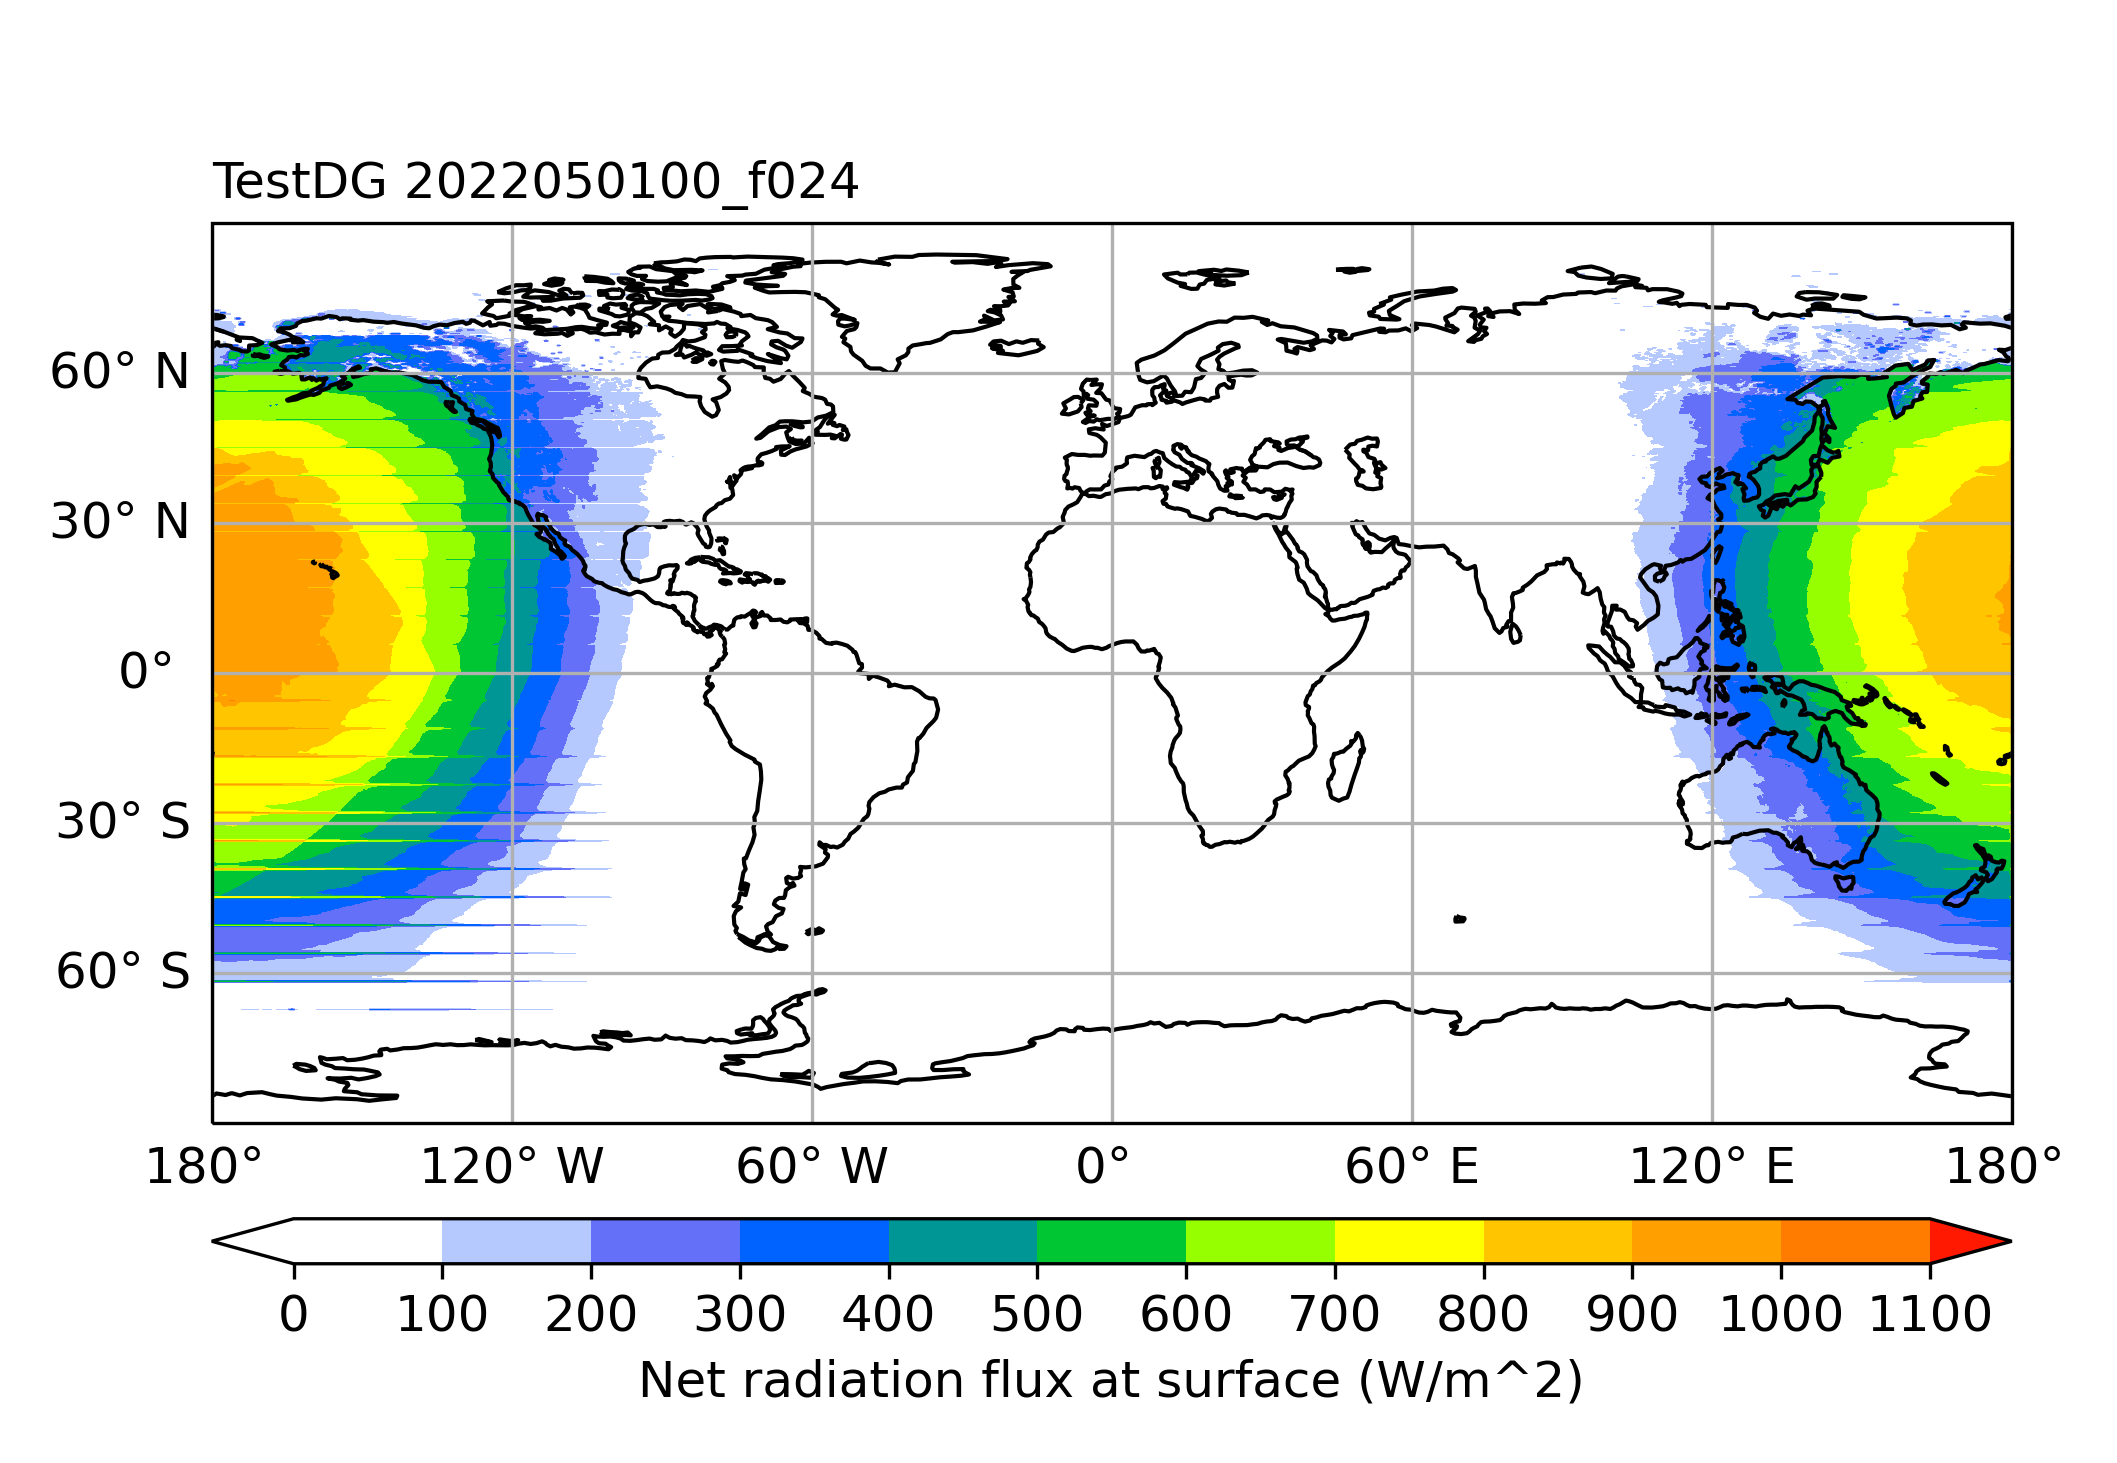 TestDG 2022050100_f024
60° N
30° N
0°
30° S
60° S
180° 120° W 60° W 0° 60° E 120° E 180°
0 100 200 300 400 500 600 700 800 900 1000 1100
Net radiation flux at surface (W/m^2)